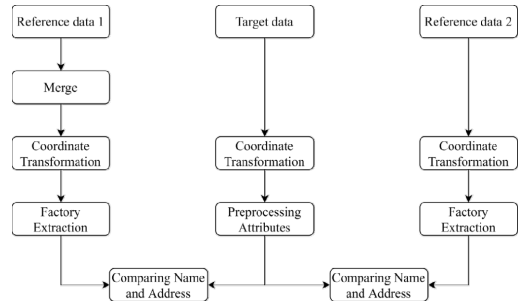 Reference data 1
Target data
Reference data 2
Merge
Coordinate
Transformation
Coordinate
Transformation
Coordinate
Transformation
Factory
Extraction
Preprocessing
Attributes
Factory
Extraction
Comparing Name
and Address
Comparing Name
and Address